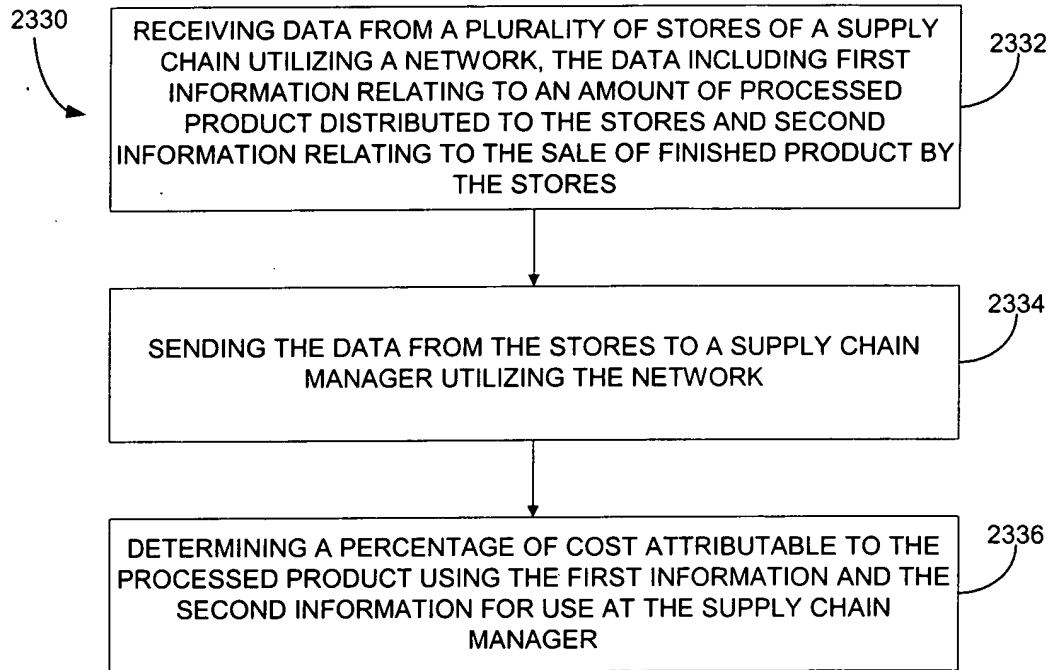 2330
RECEIVING DATA FROM A PLURALITY OF STORES OF A SUPPLY
CHAIN UTILIZING A NETWORK, THE DATA INCLUDING FIRST
INFORMATION RELATING TO AN AMOUNT OF PROCESSED
PRODUCT DISTRIBUTED TO THE STORES AND SECOND
INFORMATION RELATING TO THE SALE OF FINISHED PRODUCT BY
THE STORES
2332
SENDING THE DATA FROM THE STORES TO A SUPPLY CHAIN
MANAGER UTILIZING THE NETWORK
2334
DETERMINING A PERCENTAGE OF COST ATTRIBUTABLE TO THE
PROCESSED PRODUCT USING THE FIRST INFORMATION AND THE
SECOND INFORMATION FOR USE AT THE SUPPLY CHAIN
MANAGER
2336